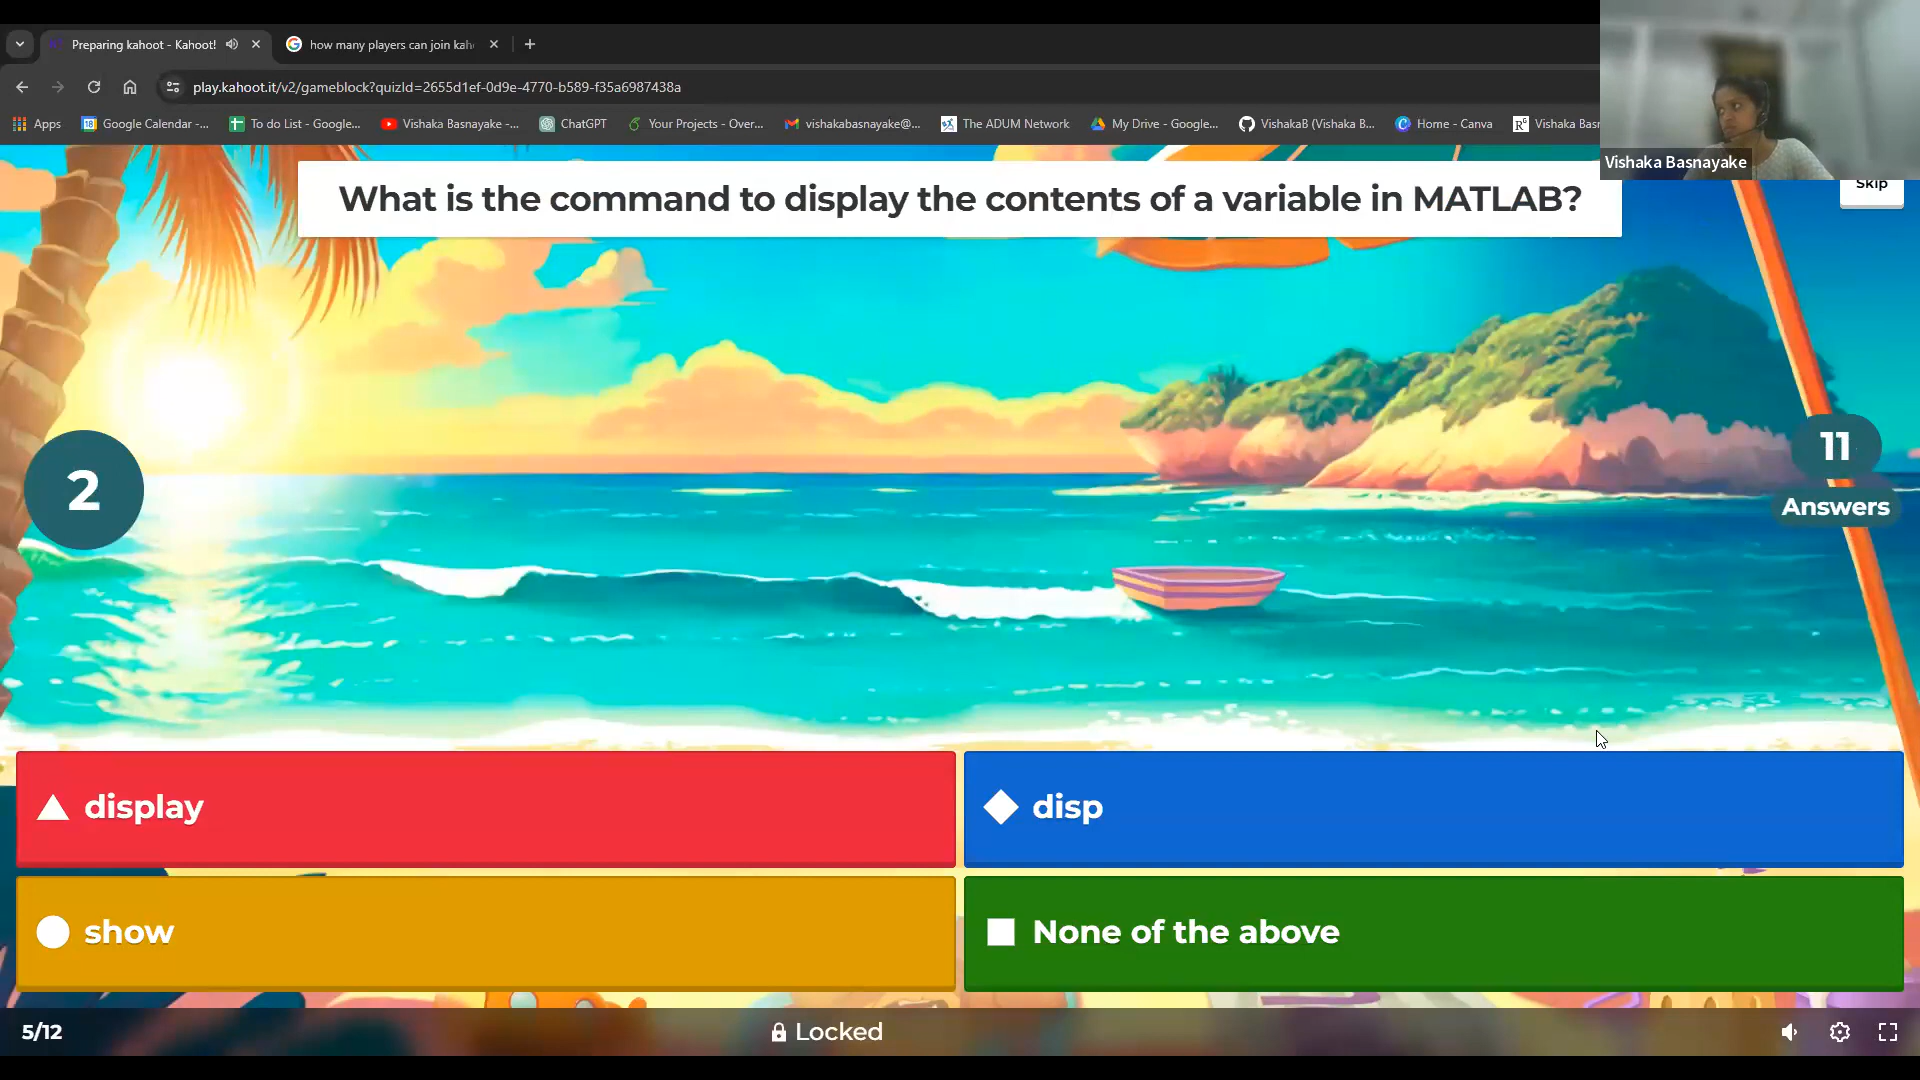 Preparing kahoot - Kahoot!
how many players can join kah
play.kahoot.it/v2/gameblock?quizId=2655d1ef-0d9e-4770-b589-f35a6987438a
Apps
Google Calendar -...
To do List - Google...
Vishaka Basnayake -...
ChatGPT
Your Projects - Over...
vishakabasnayake@...
The ADUM Network
My Drive - Google...
VishakaB (Vishaka B...
Home - Canva
Vishaka Basn
Vishaka Basnayake
Skip
What is the command to display the contents of a variable in MATLAB?
2
11
Answers
display
disp
show
None of the above
5/12
Locked